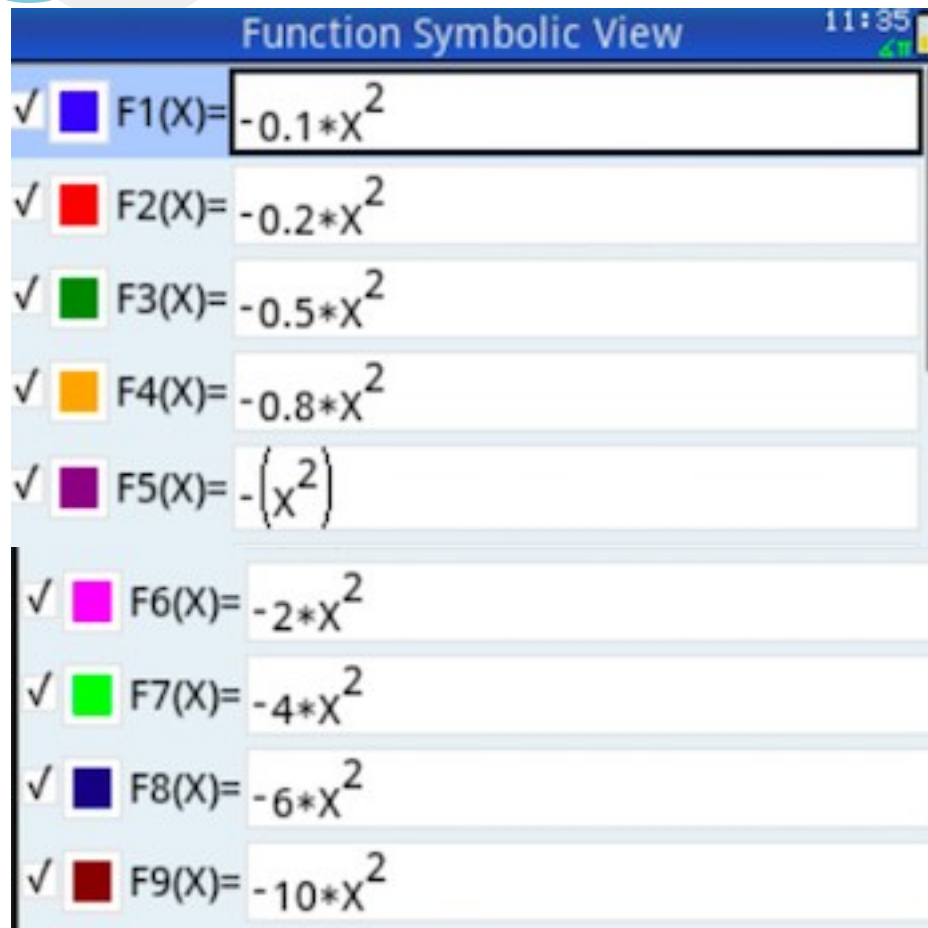 Function Symbolic View 11:35
∡π
√ F1(X)= -0.1*X²
√ F2(X)= -0.2*X²
√ F3(X)= -0.5*X²
√ F4(X)= -0.8*X²
√ F5(X)= -(X²)
√ F6(X)= -2*X²
√ F7(X)= -4*X²
√ F8(X)= -6*X²
√ F9(X)= -10*X²